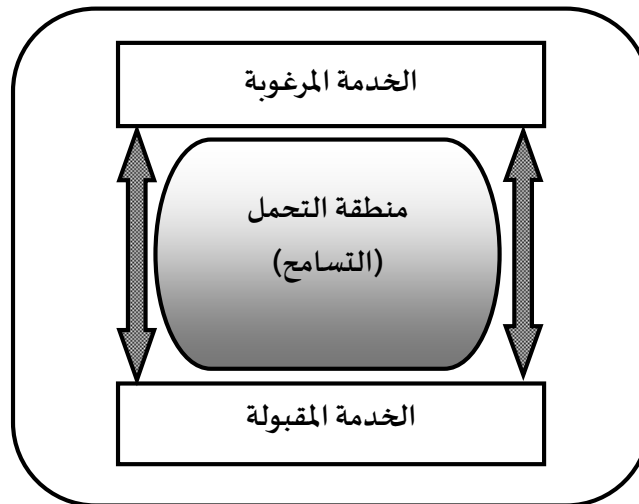 الخدمة المرغوبة
منطقة التحمل
(التسامح)
الخدمة المقبولة